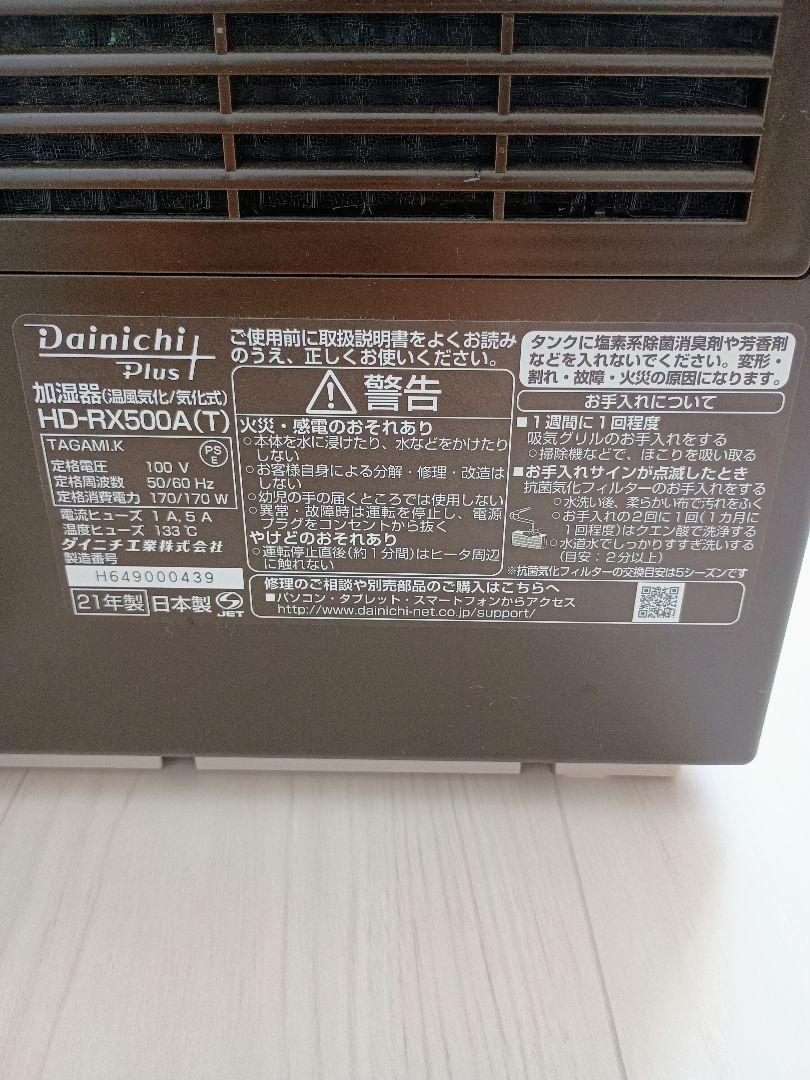 Dainichi
Plus
加湿器(温風気化/気化式)
HD-RX500A(T)
TAGAMI.K
PS
E
定格電圧 100 V
定格周波数 50/60 Hz
定格消費電力 170/170 W
電流ヒューズ 1 A, 5 A
温度ヒューズ 133℃
ダイニチ工業株式会社
製造番号
H649000439
21年製 日本製 S JET
ご使用前に取扱説明書をよくお読み
のうえ、正しくお使いください。
警告
火災・感電のおそれあり
○本体を水に浸けたり、水などをかけたり
しない
○お客様自身による分解・修理・改造は
しない
○幼児の手の届くところでは使用しない
○異常・故障時は運転を停止し、電源
プラグをコンセントから抜く
やけどのおそれあり
○運転停止直後(約1分間)はヒータ周辺
に触れない
タンクに塩素系除菌消臭剤や芳香剤
などを入れないでください。変形・
割れ・故障・火災の原因になります。
お手入れについて
■1週間に1回程度
吸気グリルのお手入れをする
○掃除機などで、ほこりを吸い取る
■お手入れサインが点滅したとき
抗菌気化フィルターのお手入れをする
○水洗い後、柔らかい布で汚れをふく
○お手入れの2回に1回(1カ月に
1回程度)はクエン酸で洗浄する
○水道水でしっかりすすぎ洗いする
(目安:2分以上)
※抗菌気化フィルターの交換目安は5シーズンです
修理のご相談や別売部品のご購入はこちらへ
■パソコン・タブレット・スマートフォンからアクセス
http://www.dainichi-net.co.jp/support/